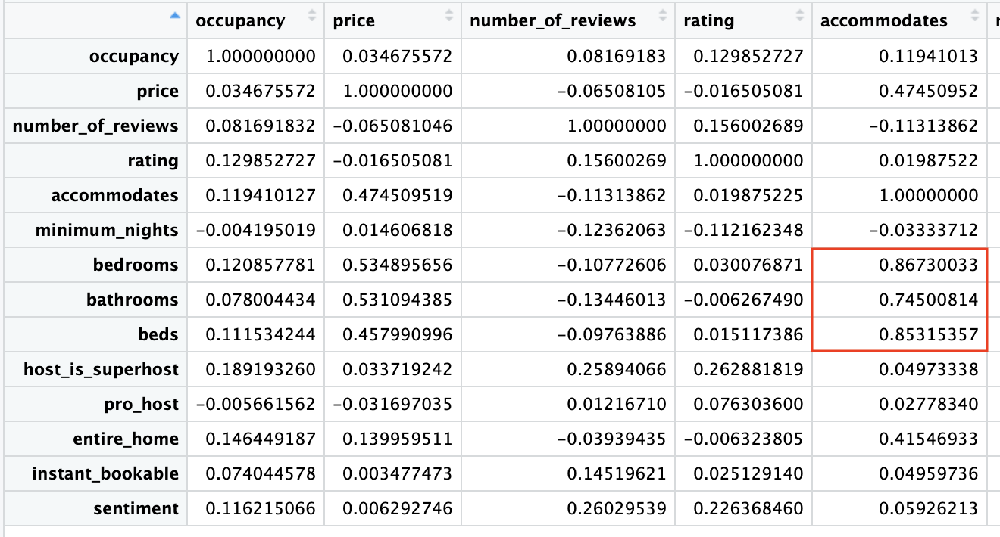 occupancy price number_of_reviews rating accommodates
occupancy 1.000000000 0.034675572 0.08169183 0.129852727 0.11941013
price 0.034675572 1.000000000 -0.06508105 -0.016505081 0.47450952
number_of_reviews 0.081691832 -0.065081046 1.00000000 0.156002689 -0.11313862
rating 0.129852727 -0.016505081 0.15600269 1.000000000 0.01987522
accommodates 0.119410127 0.474509519 -0.11313862 0.019875225 1.00000000
minimum_nights -0.004195019 0.014606818 -0.12362063 -0.112162348 -0.03333712
bedrooms 0.120857781 0.534895656 -0.10772606 0.030076871 0.86730033
bathrooms 0.078004434 0.531094385 -0.13446013 -0.006267490 0.74500814
beds 0.111534244 0.457990996 -0.09763886 0.015117386 0.85315357
host_is_superhost 0.189193260 0.033719242 0.25894066 0.262881819 0.04973338
pro_host -0.005661562 -0.031697035 0.01216710 0.076303600 0.02778340
entire_home 0.146449187 0.139959511 -0.03939435 -0.006323805 0.41546933
instant_bookable 0.074044578 0.003477473 0.14519621 0.025129140 0.04959736
sentiment 0.116215066 0.006292746 0.26029539 0.226368460 0.05926213